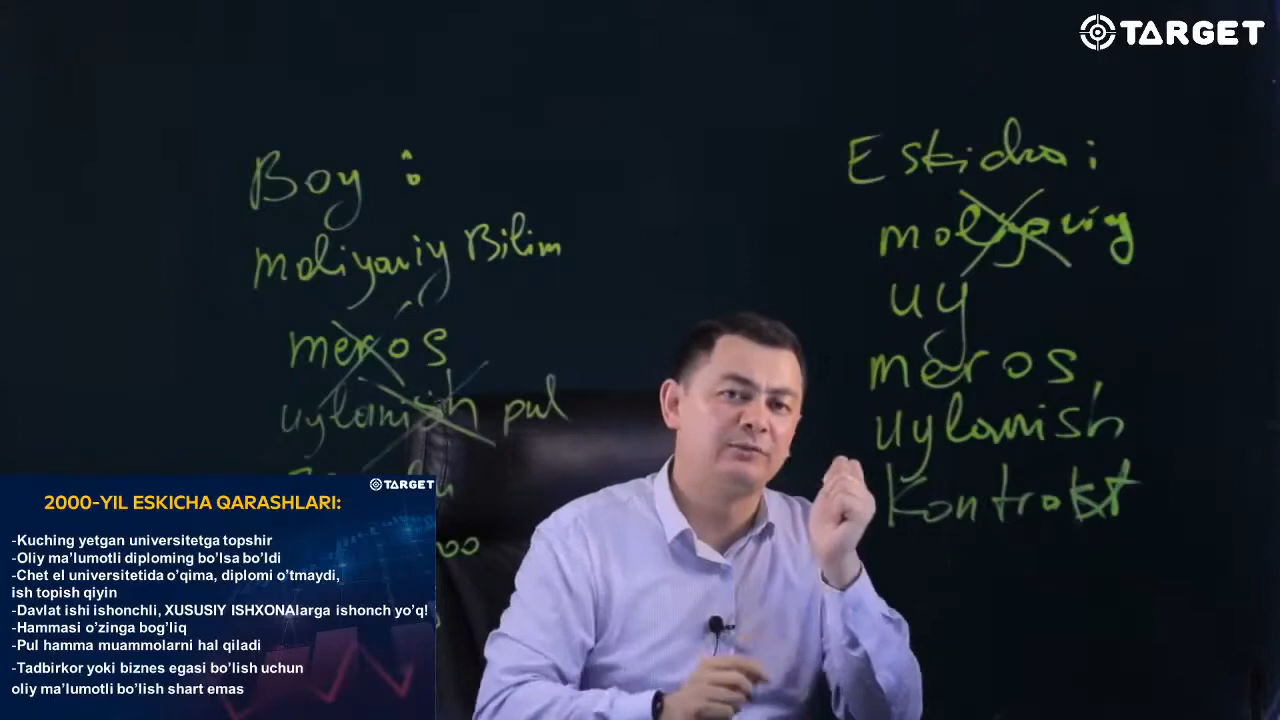 TARGET
Boy :
moliyaviy Bilim
meros
uylanish pul
Eskicha :
moliyaviy
uy
meros,
uylanish
Kontrakt
TARGET
2000-YIL ESKICHA QARASHLARI:
-Kuching yetgan universitetga topshir
-Oliy ma'lumotli diploming bo'lsa bo'ldi
-Chet el universitetida o'qima, diplomi o'tmaydi,
ish topish qiyin
-Davlat ishi ishonchli, XUSUSIY ISHXONAlarga ishonch yo'q!
-Hammasi o'zinga bog'liq
-Pul hamma muammolarni hal qiladi
-Tadbirkor yoki biznes egasi bo'lish uchun
oliy ma'lumotli bo'lish shart emas